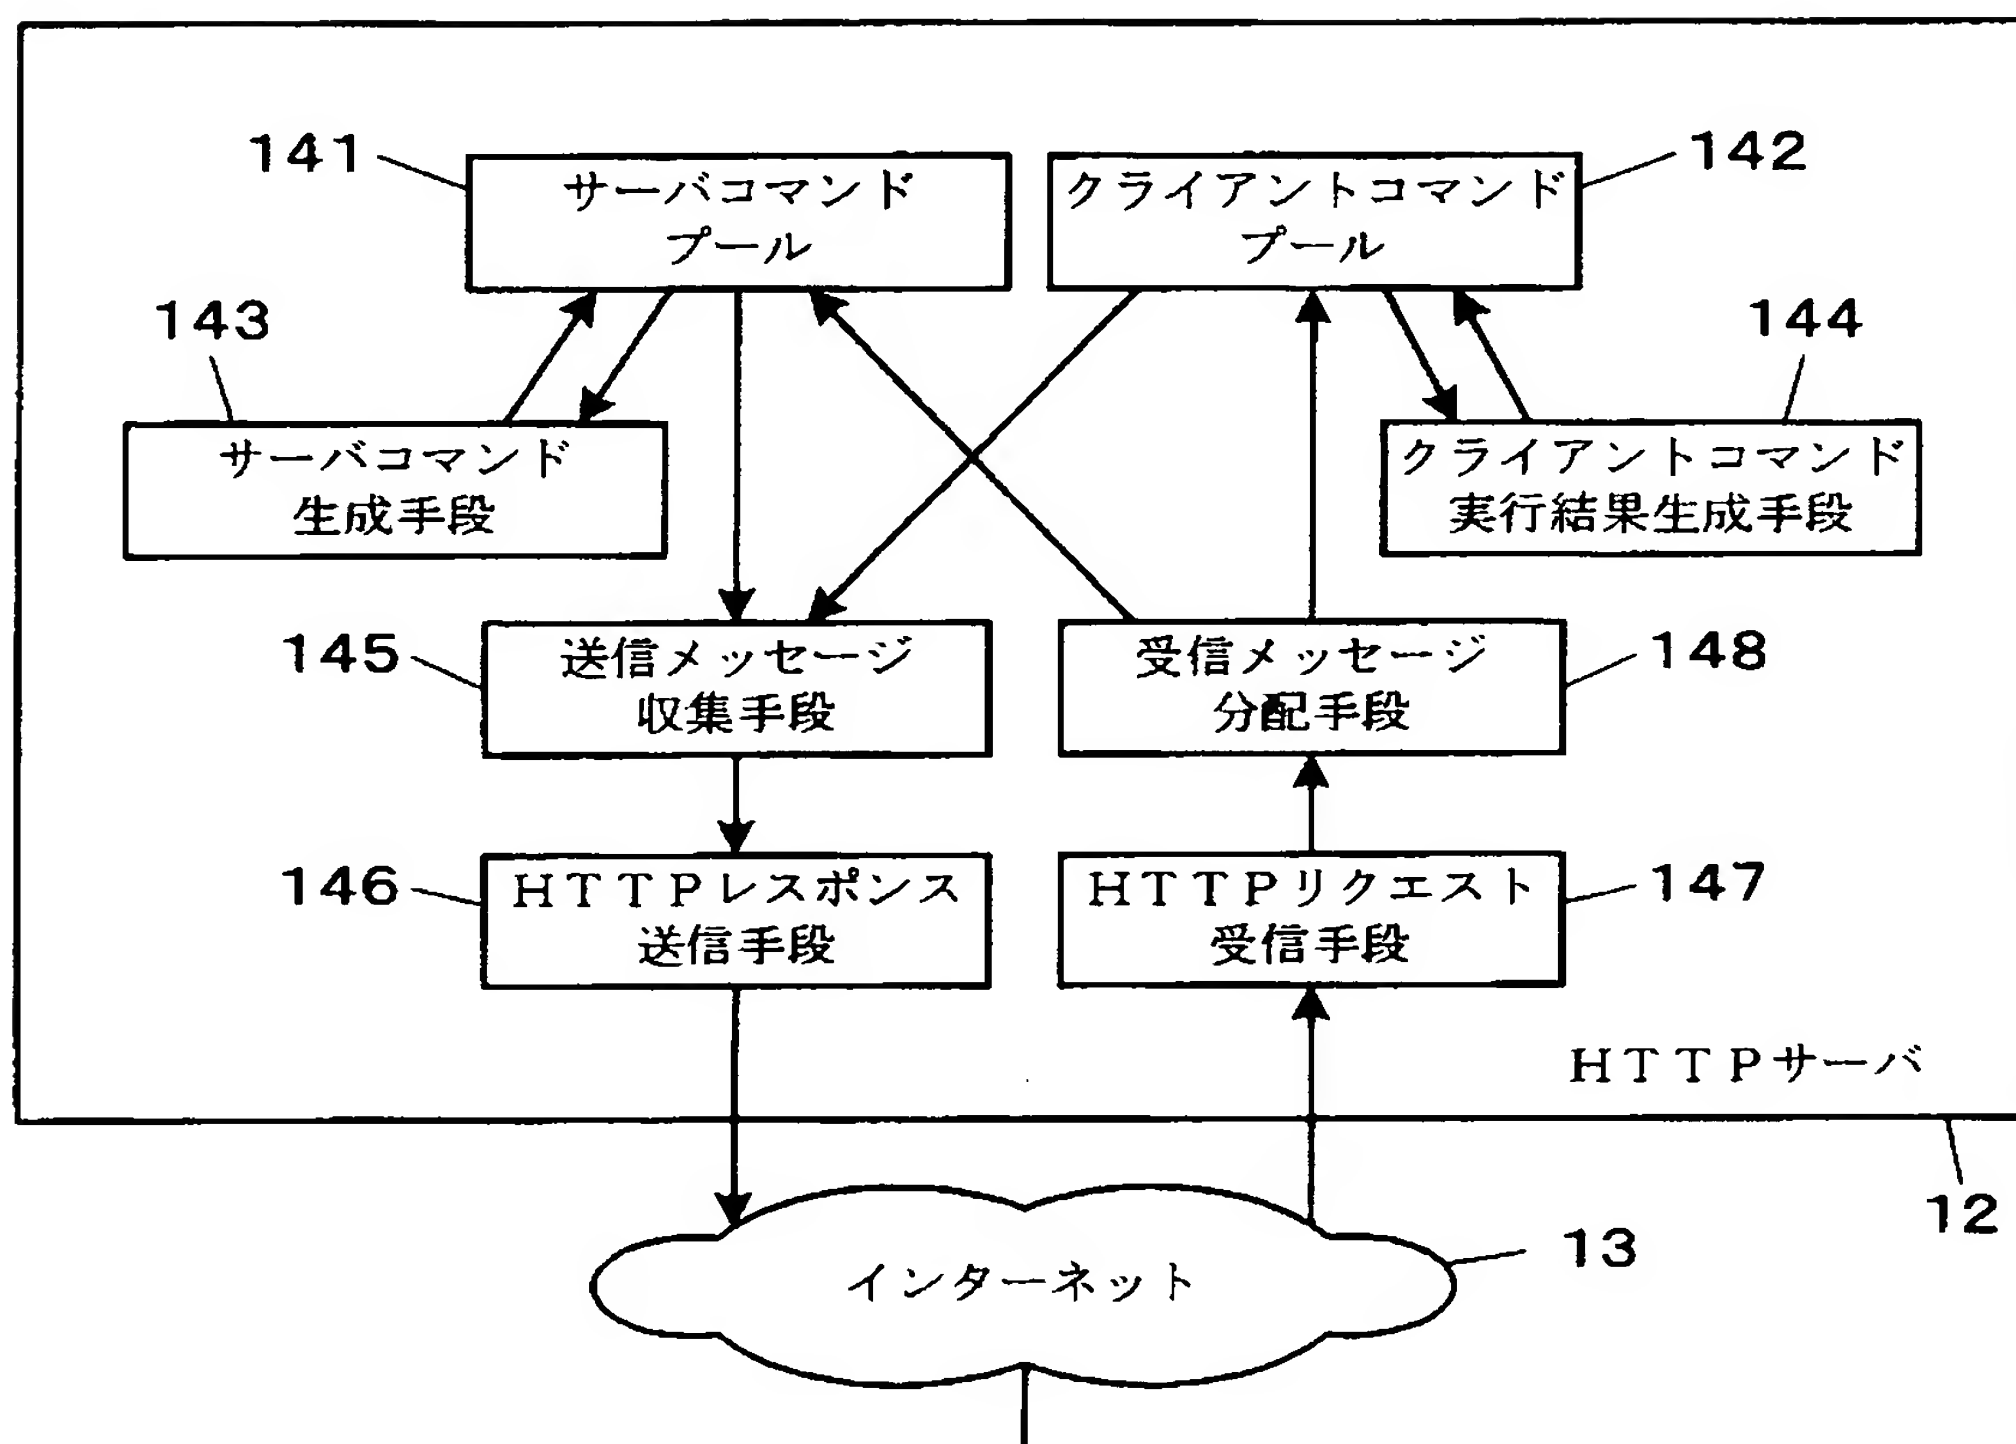 141
サーバコマンド
プール
クライアントコマンド
プール
142
143
サーバコマンド
生成手段
144
クライアントコマンド
実行結果生成手段
145
送信メッセージ
収集手段
受信メッセージ
分配手段
148
146
HTTPレスポンス
送信手段
HTTPリクエスト
受信手段
147
HTTPサーバ
12
インターネット
13